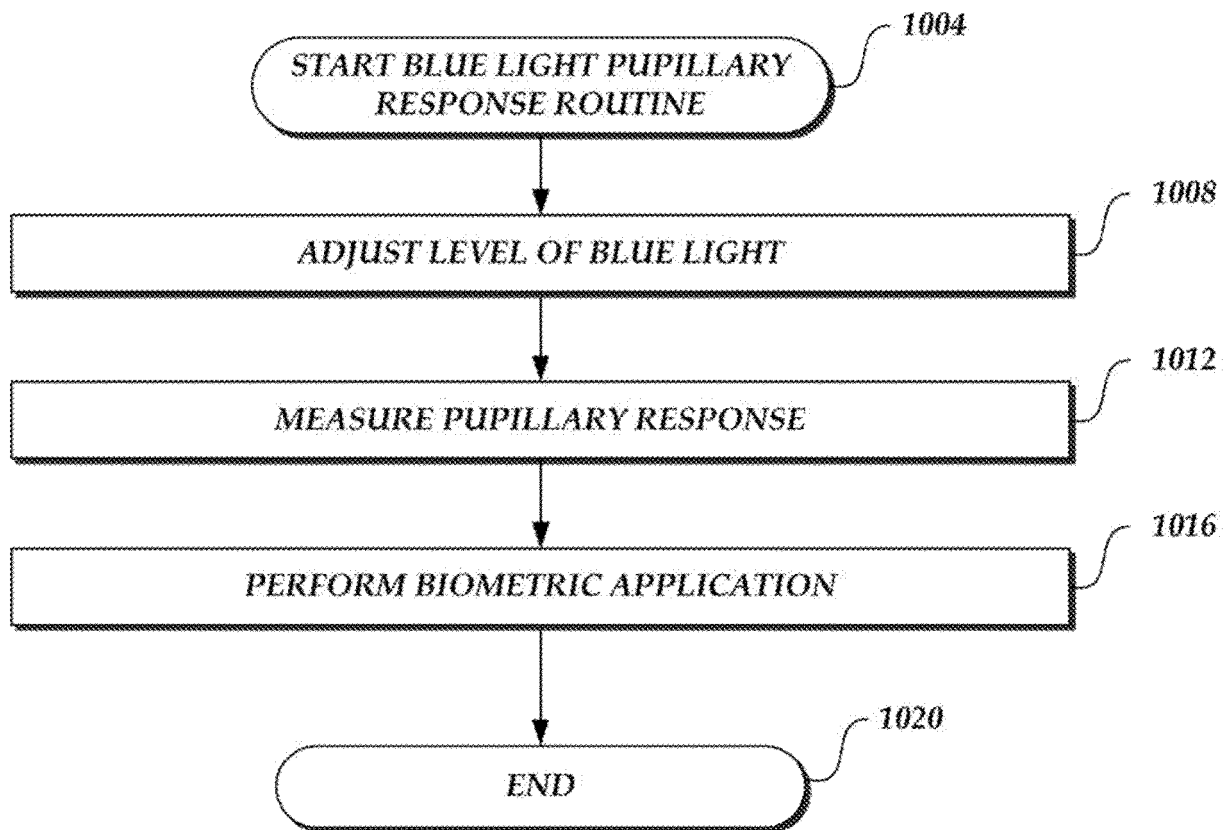 1004
START BLUE LIGHT PUPILLARY
RESPONSE ROUTINE
1008
ADJUST LEVEL OF BLUE LIGHT
1012
MEASURE PUPILLARY RESPONSE
1016
PERFORM BIOMETRIC APPLICATION
1020
END